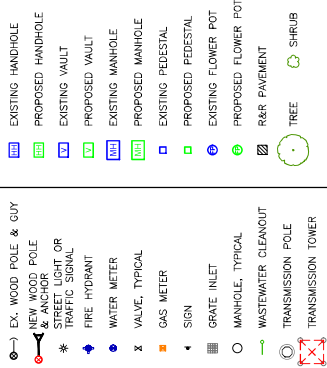 HH EXISTING HANDHOLE
HH PROPOSED HANDHOLE
V EXISTING VAULT
V PROPOSED VAULT
MH EXISTING MANHOLE
MH PROPOSED MANHOLE
EXISTING PEDESTAL
PROPOSED PEDESTAL
FP EXISTING FLOWER POT
FP PROPOSED FLOWER POT
R&R PAVEMENT
TREE
SHRUB
EX. WOOD POLE & GUY
NEW WOOD POLE
& ANCHOR
STREET LIGHT OR
TRAFFIC SIGNAL
FIRE HYDRANT
WATER METER
VALVE, TYPICAL
GAS METER
SIGN
GRATE INLET
MANHOLE, TYPICAL
WASTEWATER CLEANOUT
TRANSMISSION POLE
TRANSMISSION TOWER